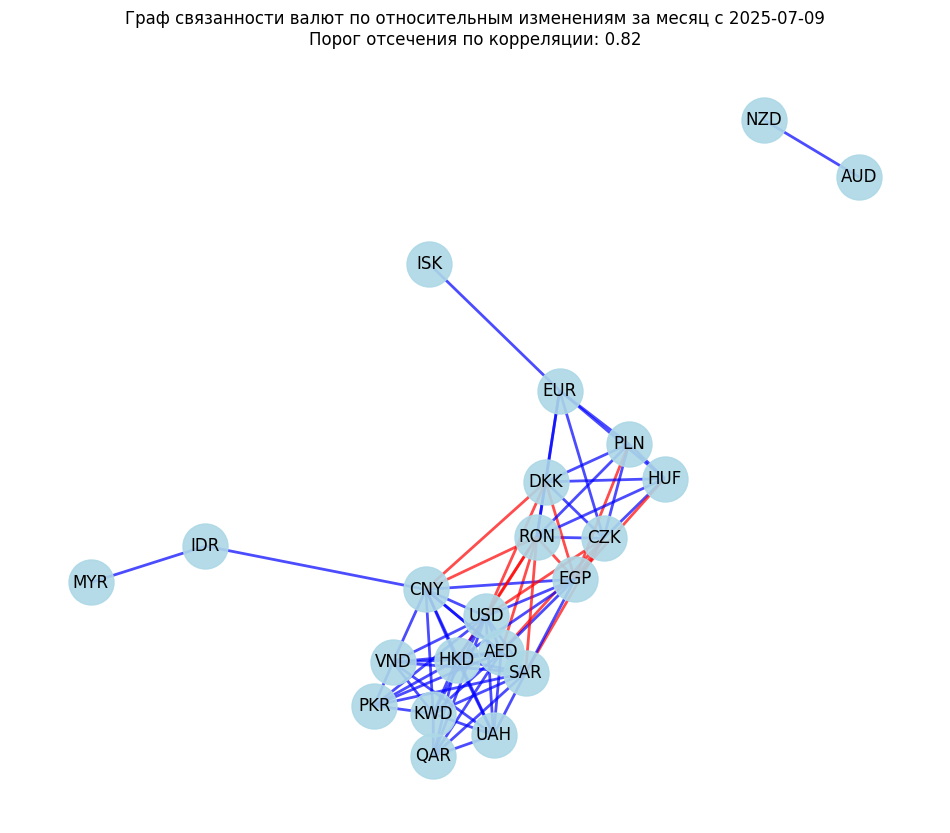 Граф связанности валют по относительным изменениям за месяц с 2025-07-09
Порог отсечения по корреляции: 0.82
NZD
AUD
ISK
EUR
PLN
HUF
DKK
RON
CZK
IDR
EGP
MYR
CNY
USD
AED
HKD
VND
SAR
PKR
KWD
UAH
QAR